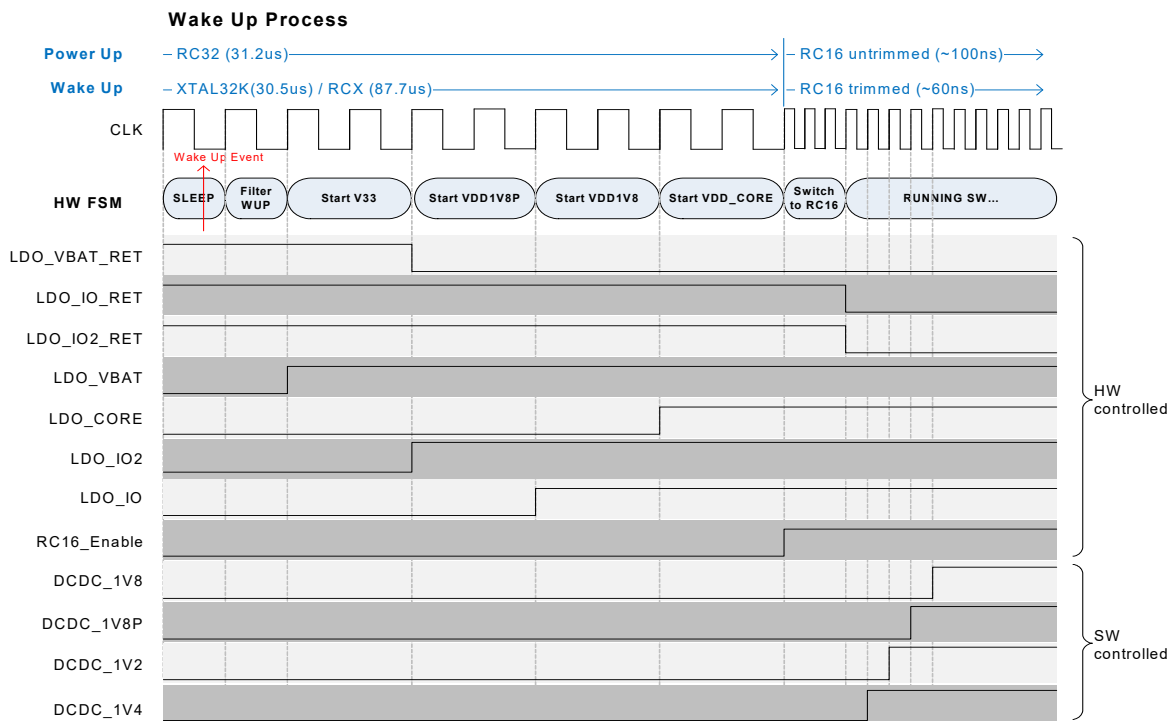 Wake Up Process
Power Up
RC32 (31.2us)
RC16 untrimmed (~100ns)
Wake Up
XTAL32K(30.5us) / RCX (87.7us)
RC16 trimmed (~60ns)
CLK
Wake Up Event
HW FSM
SLEEP
Filter
WUP
Start V33
Start VDD1V8P
Start VDD1V8
Start VDD_CORE
Switch
to RC16
RUNNING SW...
LDO_VBAT_RET
LDO_IO_RET
LDO_IO2_RET
LDO_VBAT
LDO_CORE
LDO_IO2
LDO_IO
RC16_Enable
HW
controlled
DCDC_1V8
DCDC_1V8P
DCDC_1V2
DCDC_1V4
SW
controlled